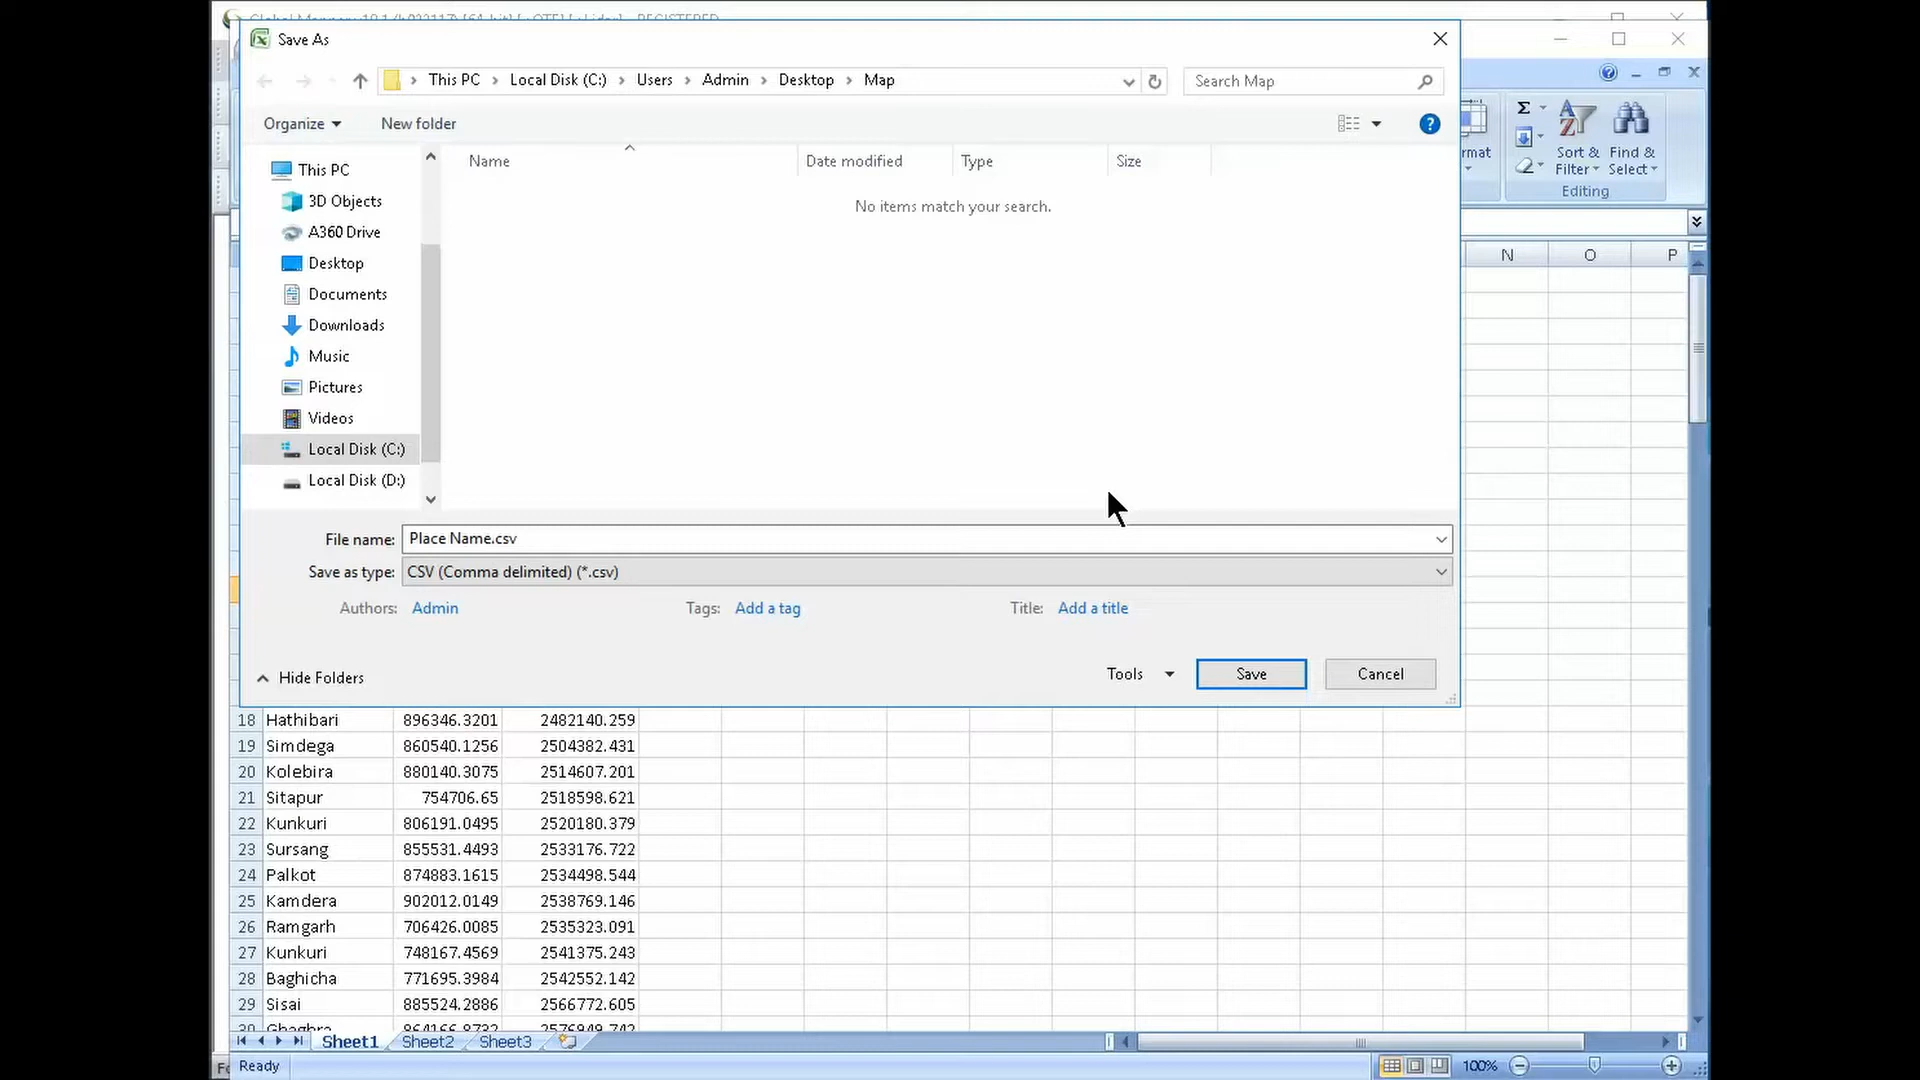 Save As
This PC > Local Disk (C:) > Users > Admin > Desktop > Map
Search Map
Organize
New folder
Name
Date modified
Type
Size
No items match your search.
This PC
3D Objects
A360 Drive
Desktop
Documents
Downloads
Music
Pictures
Videos
Local Disk (C:)
Local Disk (D:)
File name: Place Name.csv
Save as type: CSV (Comma delimited) (*.csv)
Authors: Admin
Tags: Add a tag
Title: Add a title
Hide Folders
Tools
Save
Cancel
rmat
Sort & Filter
Find & Select
Editing
N O P
18 Hathibari 896346.3201 2482140.259
19 Simdega 860540.1256 2504382.431
20 Kolebira 880140.3075 2514607.201
21 Sitapur 754706.65 2518598.621
22 Kunkuri 806191.0495 2520180.379
23 Sursang 855531.4493 2533176.722
24 Palkot 874883.1615 2534498.544
25 Kamdera 902012.0149 2538769.146
26 Ramgarh 706426.0085 2535323.091
27 Kunkuri 748167.4569 2541375.243
28 Baghicha 771695.3984 2542552.142
29 Sisai 885524.2886 2566772.605
30 Ghaghra 864166.8732 2576949.742
Sheet1 Sheet2 Sheet3
Ready
100%